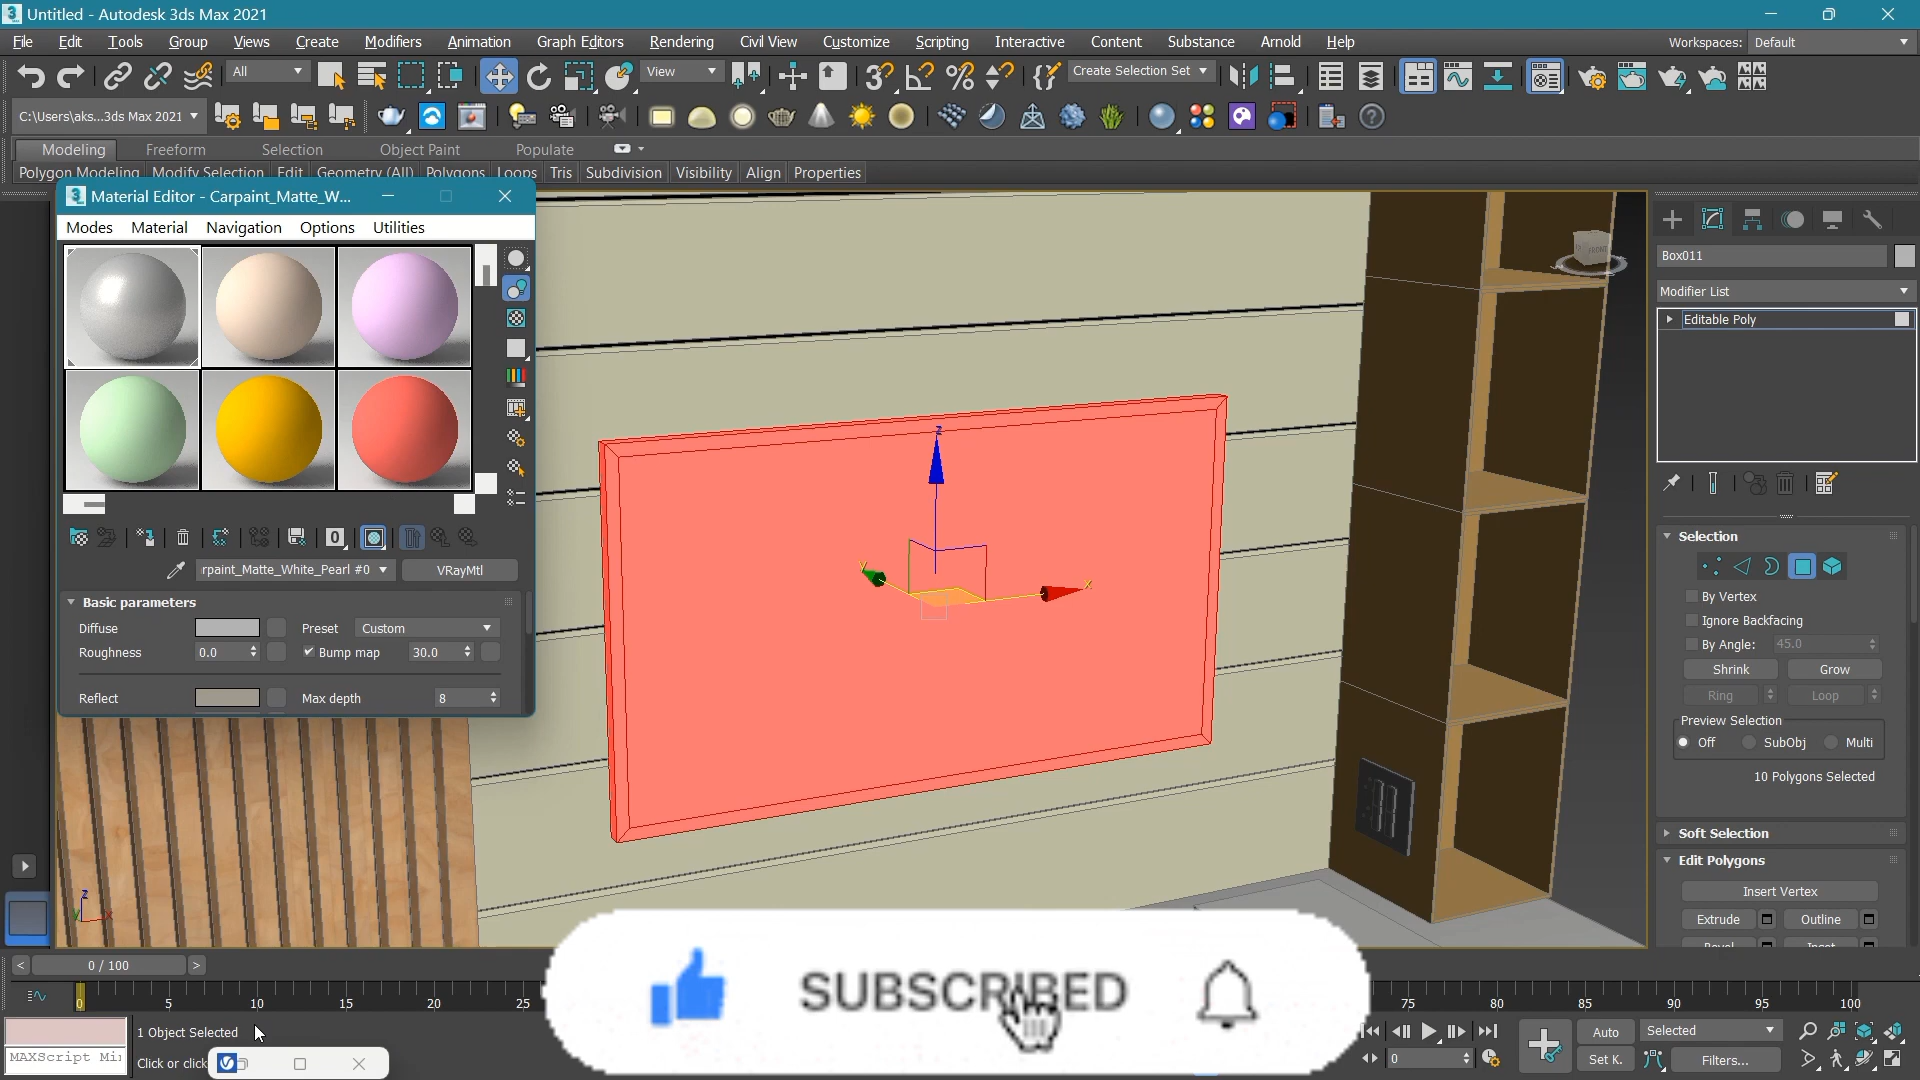 Untitled - Autodesk 3ds Max 2021
File Edit Tools Group Views Create Modifiers Animation Graph Editors Rendering Civil View Customize Scripting Interactive Content Substance Arnold Help Workspaces: Default
All View Create Selection Set
C:\Users\aks...3ds Max 2021
Modeling Freeform Selection Object Paint Populate
Polygon Modeling Modify Selection Edit Geometry (All) Polygons Loops Tris Subdivision Visibility Align Properties
Material Editor - Carpaint_Matte_W...
Modes Material Navigation Options Utilities
rpaint_Matte_White_Pearl #0 VRayMtl
Basic parameters
Diffuse Preset Custom
Roughness 0.0 Bump map 30.0
Reflect Max depth 8
z
y
x
FRONT
Box011
Modifier List
Editable Poly
Selection
By Vertex
Ignore Backfacing
By Angle: 45.0
Shrink Grow
Ring Loop
Preview Selection
Off SubObj Multi
10 Polygons Selected
Soft Selection
Edit Polygons
Insert Vertex
Extrude Outline
Bevel Inset
z
y x
< 0 / 100 >
0 5 10 15 20 25 75 80 85 90 95 100
SUBSCRIBED
1 Object Selected
MAXScript Mi
Click or click
0
Auto Selected
Set K. Filters...